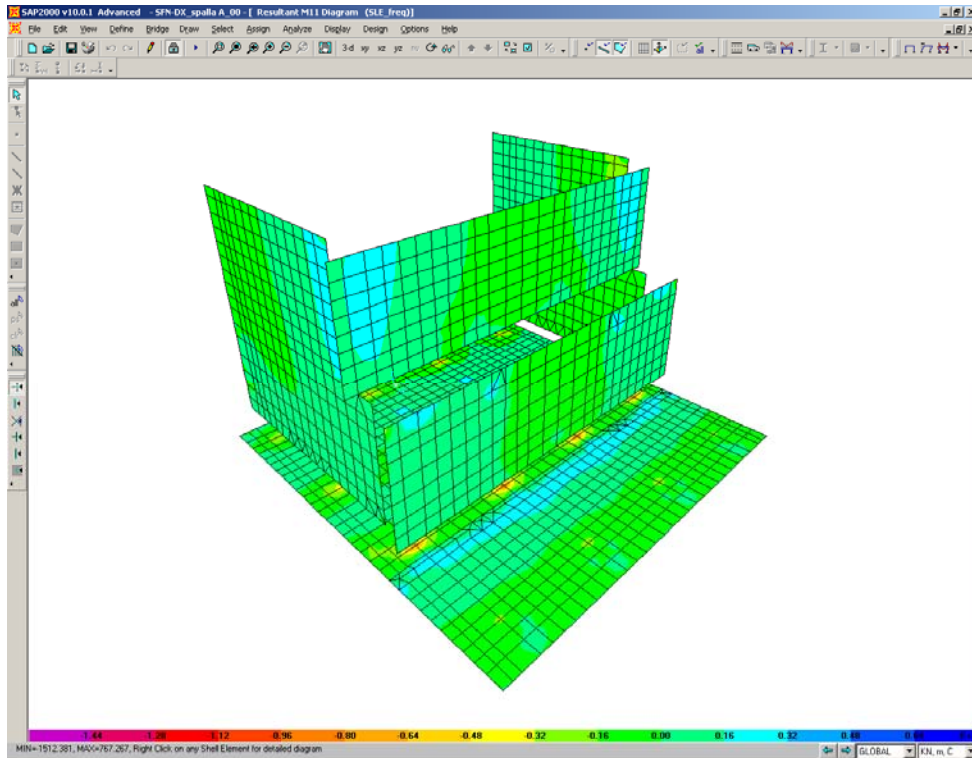 SAP2000 v10.0.1 Advanced - SFN-DX_spalla A_00 - [ Resultant M11 Diagram (SLE_freq)]
File Edit View Define Bridge Draw Select Assign Analyze Display Design Options Help
3-d xy xz yz nv
-1.44 -1.28 -1.12 -0.96 -0.80 -0.64 -0.48 -0.32 -0.16 0.00 0.16 0.32 0.48
MIN=-1512.381, MAX=767.267, Right Click on any Shell Element for detailed diagram GLOBAL KN, m, C